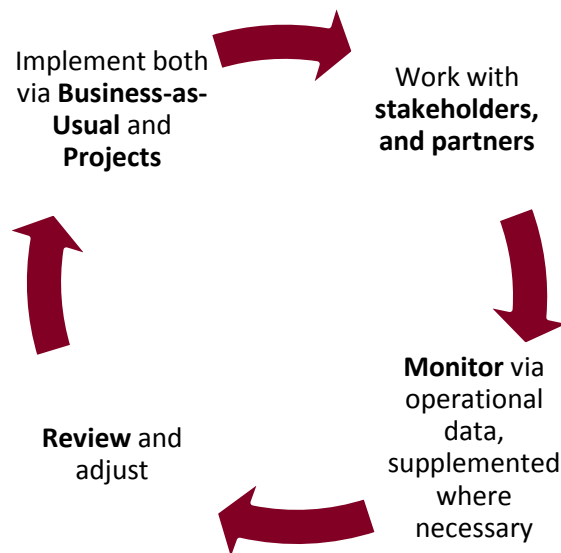 Implement both
via Business-as-
Usual and
Projects
Work with
stakeholders,
and partners
Monitor via
operational
data,
supplemented
where
necessary
Review and
adjust